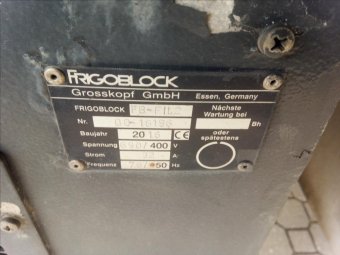 FRIGOBLOCK
Grosskopf GmbH Essen, Germany
FRIGOBLOCK Nächste
Wartung bei
Nr. Bh
Baujahr 20 CE oder
spätestens
Spannung /400 V
Strom A
Frequenz 50 Hz